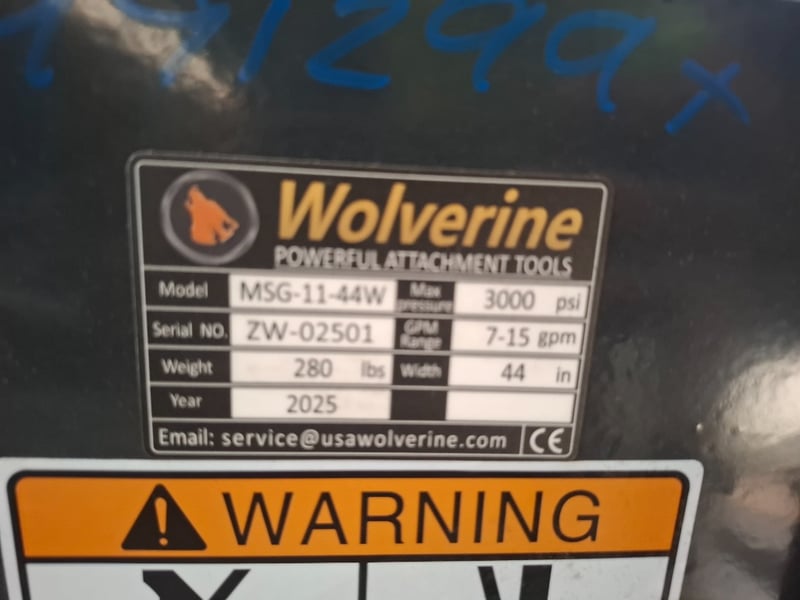 1299x
Wolverine
POWERFUL ATTACHMENT TOOLS
Model MSG-11-44W Max pressure 3000 psi
Serial NO. ZW-02501 GPM Range 7-15 gpm
Weight 280 lbs Width 44 in
Year 2025
Email: service@usawolverine.com CE
WARNING